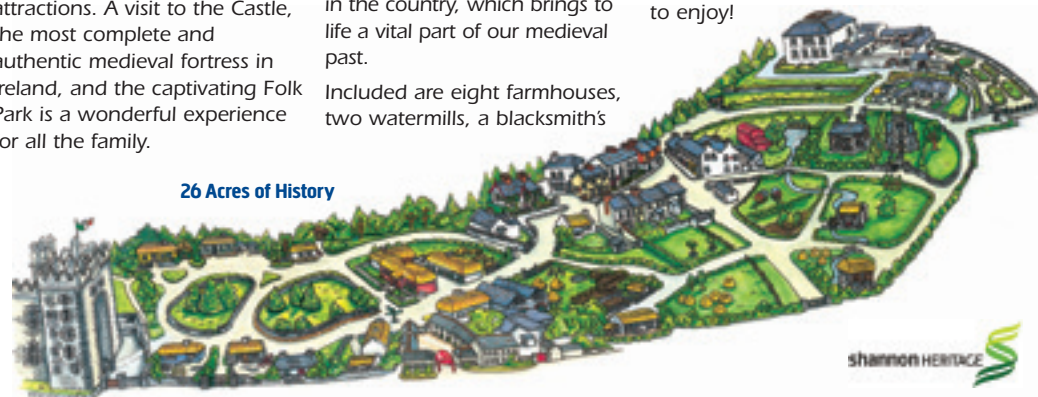 attractions. A visit to the Castle,
the most complete and
authentic medieval fortress in
Ireland, and the captivating Folk
Park is a wonderful experience
for all the family.
in the country, which brings to
life a vital part of our medieval
past.
Included are eight farmhouses,
two watermills, a blacksmith's
to enjoy!
26 Acres of History
shannon HERITAGE